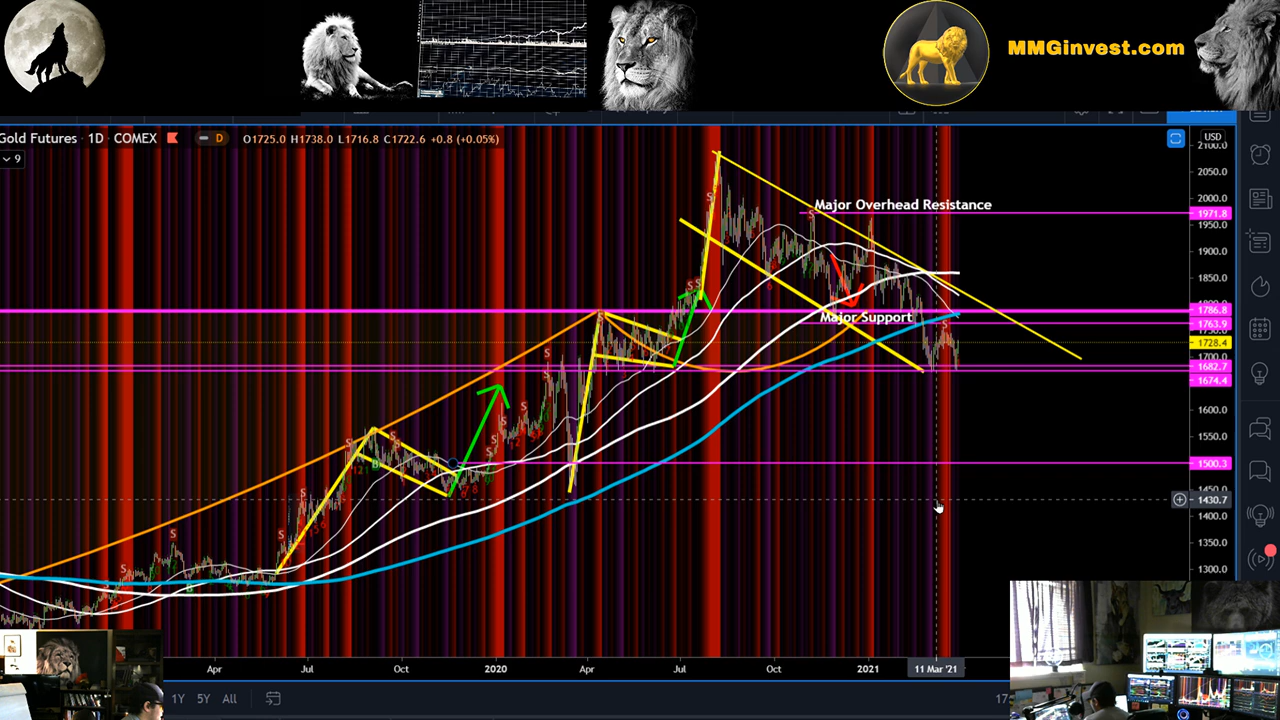 MMGinvest.com
Gold Futures · 1D · COMEX
D
O1725.0 H1738.0 L1716.8 C1722.6 +0.8 (+0.05%)
9
USD
2100.0
2050.0
2000.0
1971.8
1950.0
1900.0
1850.0
1786.8
1763.9
1728.4
1700.0
1682.7
1674.4
1600.0
1550.0
1500.3
1430.7
1400.0
1350.0
1300.0
Major Overhead Resistance
Major Support
Apr
Jul
Oct
2020
Apr
Jul
Oct
2021
11 Mar '21
1Y 5Y All